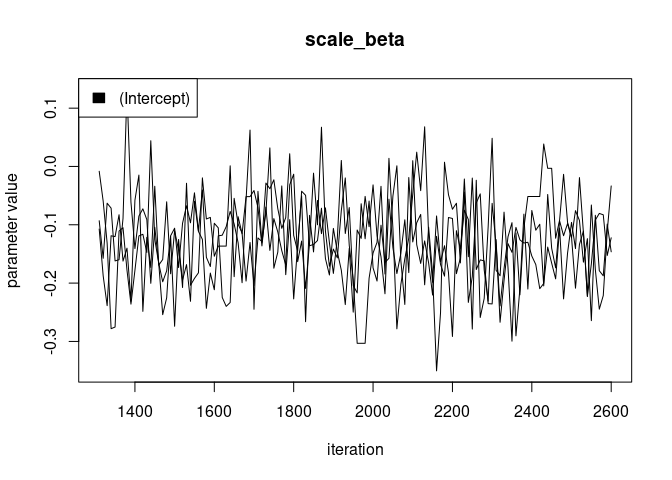 scale_beta
(Intercept)
parameter value
0.1
0.0
-0.1
-0.2
-0.3
1400 1600 1800 2000 2200 2400 2600
iteration